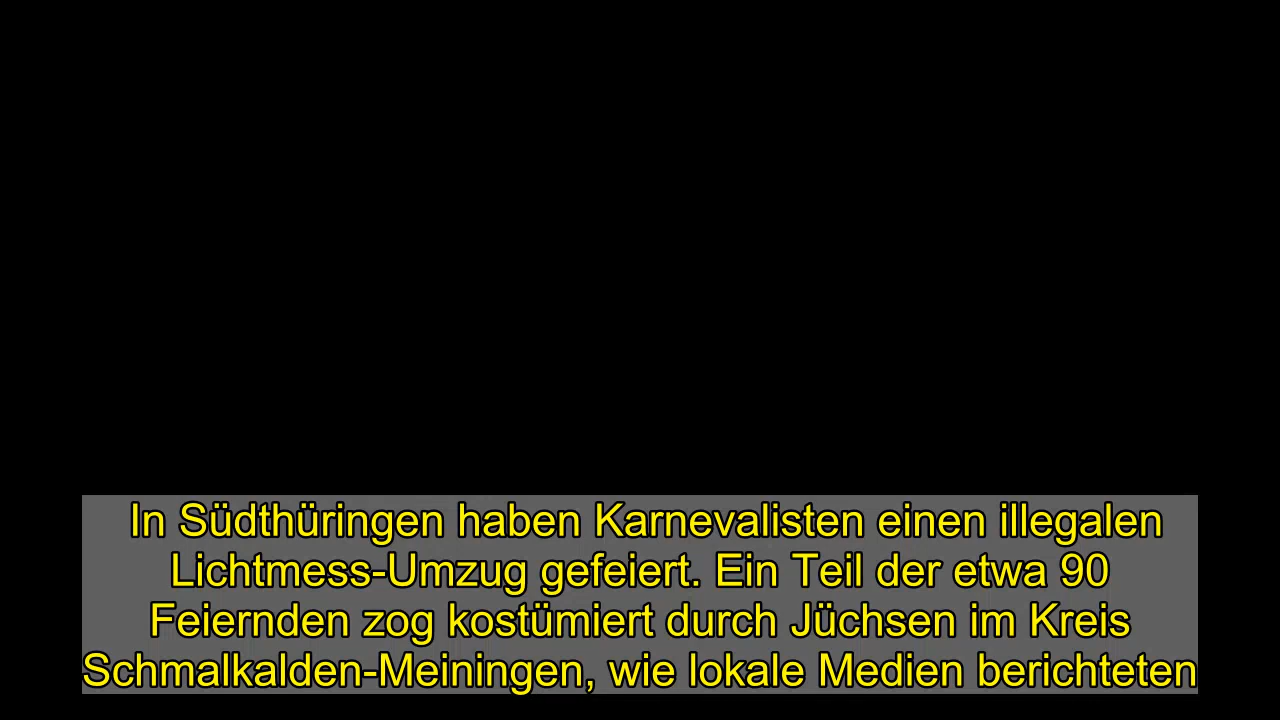 In Südthüringen haben Karnevalisten einen illegalen
Lichtmess-Umzug gefeiert. Ein Teil der etwa 90
Feiernden zog kostümiert durch Jüchsen im Kreis
Schmalkalden-Meiningen, wie lokale Medien berichteten